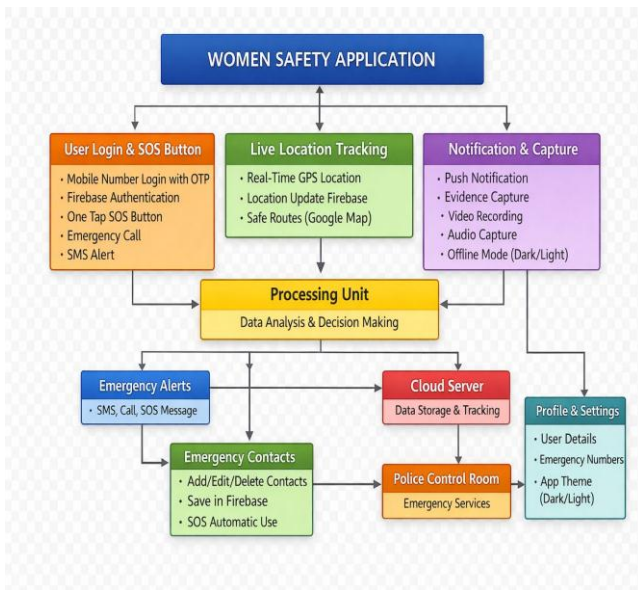 WOMEN SAFETY APPLICATION
User Login & SOS Button
• Mobile Number Login with OTP
• Firebase Authentication
• One Tap SOS Button
• Emergency Call
• SMS Alert
Live Location Tracking
• Real-Time GPS Location
• Location Update Firebase
• Safe Routes (Google Map)
Notification & Capture
• Push Notification
• Evidence Capture
• Video Recording
• Audio Capture
• Offline Mode (Dark/Light)
Processing Unit
Data Analysis & Decision Making
Emergency Alerts
• SMS, Call, SOS Message
Cloud Server
Data Storage & Tracking
Profile & Settings
• User Details
• Emergency Numbers
• App Theme
(Dark/Light)
Emergency Contacts
• Add/Edit/Delete Contacts
• Save in Firebase
• SOS Automatic Use
Police Control Room
Emergency Services